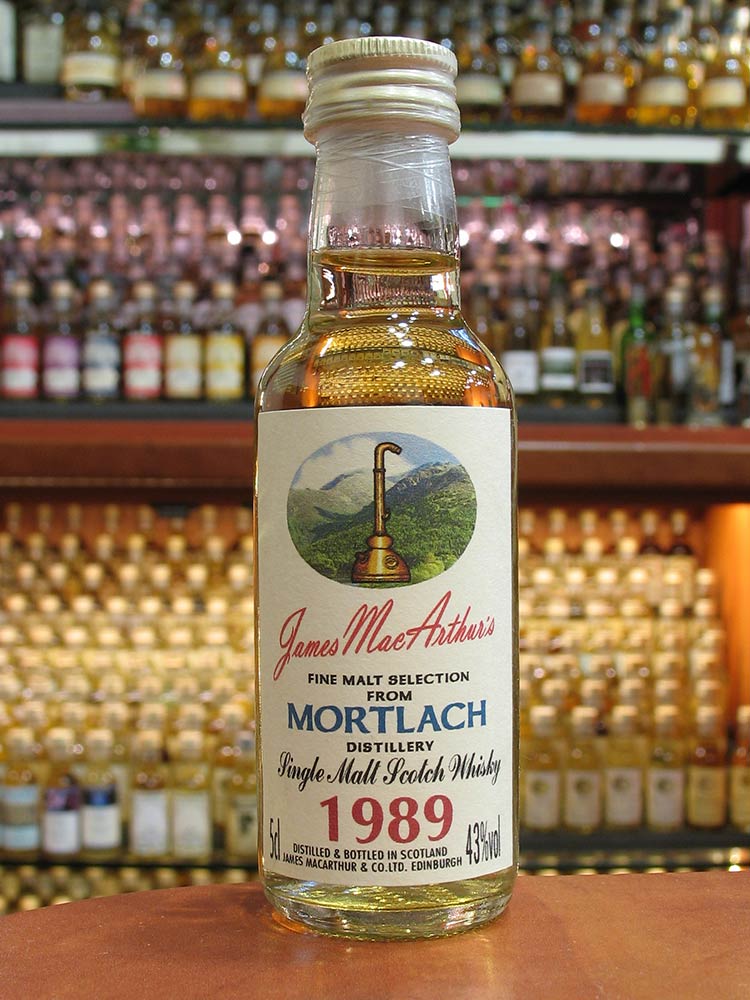 James MacArthur's
FINE MALT SELECTION
FROM
MORTLACH
DISTILLERY
Single Malt Scotch Whisky
1989
5cl
DISTILLED & BOTTLED IN SCOTLAND
JAMES MACARTHUR & CO.LTD. EDINBURGH
43%vol